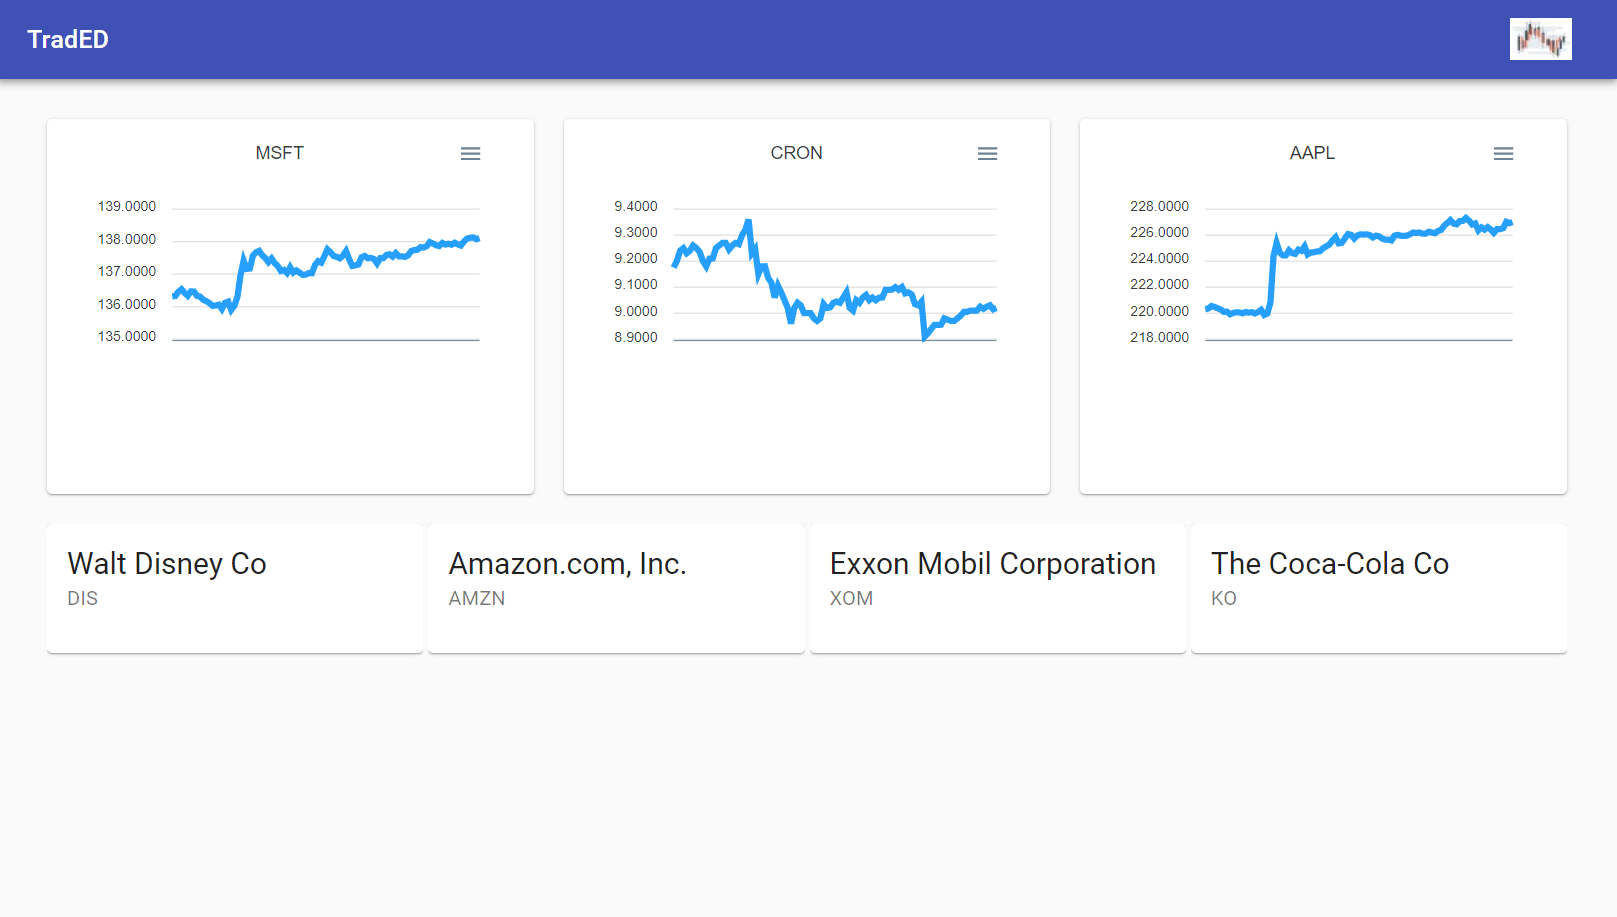 TradED
MSFT
139.0000
138.0000
137.0000
136.0000
135.0000
CRON
9.4000
9.3000
9.2000
9.1000
9.0000
8.9000
AAPL
228.0000
226.0000
224.0000
222.0000
220.0000
218.0000
Walt Disney Co
DIS
Amazon.com, Inc.
AMZN
Exxon Mobil Corporation
XOM
The Coca-Cola Co
KO